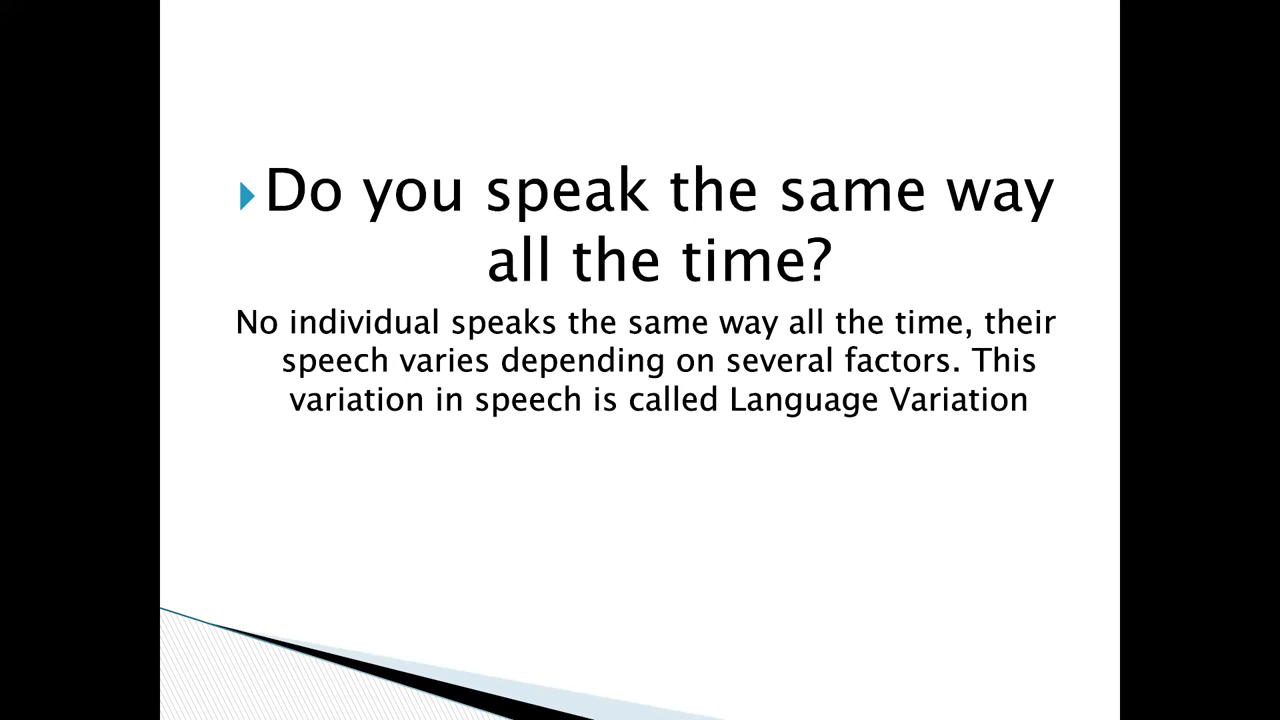 Do you speak the same way
all the time?
No individual speaks the same way all the time, their
speech varies depending on several factors. This
variation in speech is called Language Variation